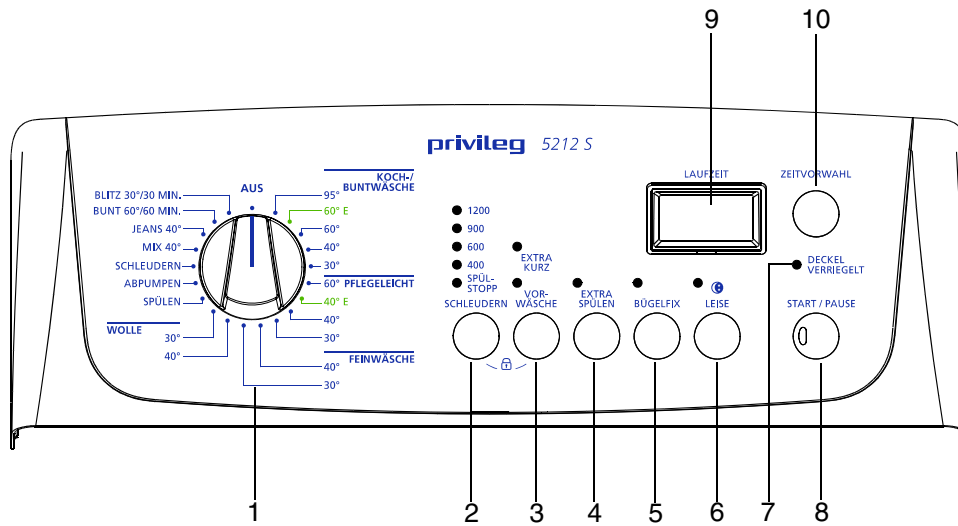 9
10
privileg 5212 S
KOCH-/
BUNTWÄSCHE
LAUFZEIT
ZEITVORWAHL
AUS
BLITZ 30°/30 MIN.
BUNT 60°/60 MIN.
JEANS 40°
MIX 40°
SCHLEUDERN
ABPUMPEN
SPÜLEN
WOLLE
30°
40°
95°
60° E
60°
40°
30°
60° PFLEGELEICHT
40° E
40°
30°
FEINWÄSCHE
40°
30°
1200
900
600
400
SPÜL-
STOPP
SCHLEUDERN
EXTRA
KURZ
VOR-
WÄSCHE
EXTRA
SPÜLEN
BÜGELFIX
LEISE
DECKEL
VERRIEGELT
START / PAUSE
1
2
3
4
5
6
7
8